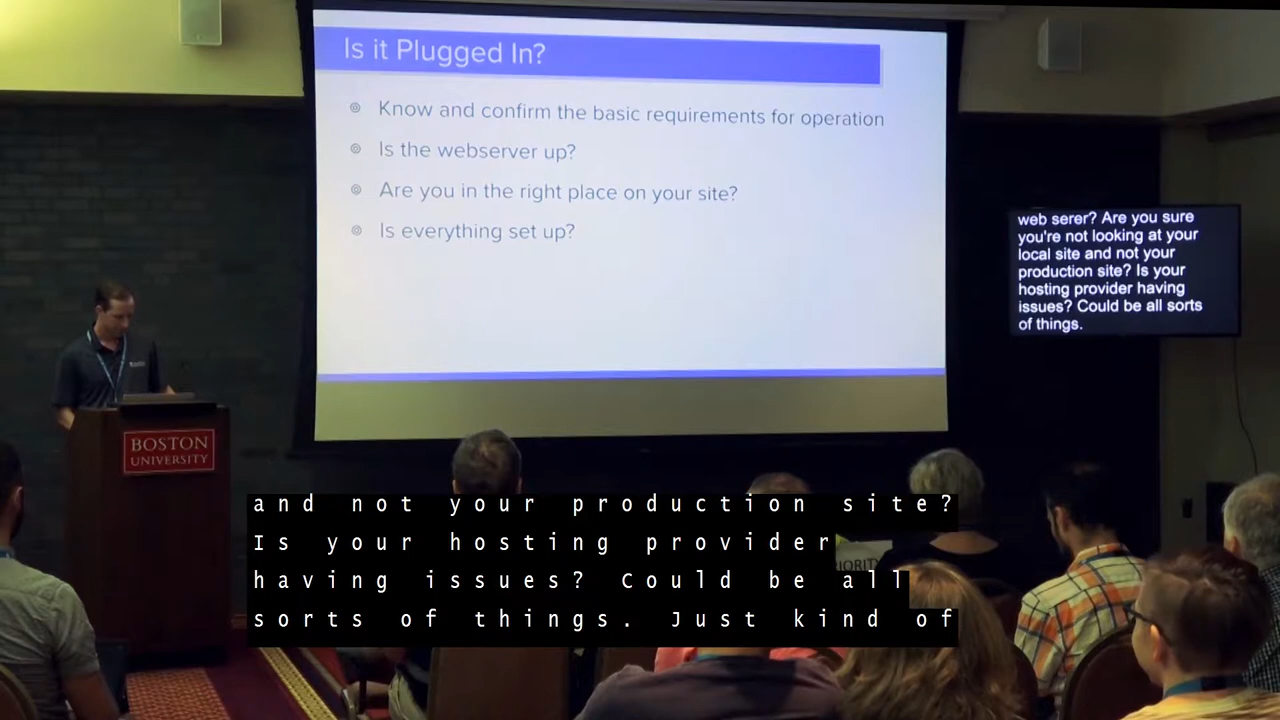 Is it Plugged In?
Know and confirm the basic requirements for operation
Is the webserver up?
Are you in the right place on your site?
Is everything set up?
web serer? Are you sure
you're not looking at your
local site and not your
production site? Is your
hosting provider having
issues? Could be all sorts
of things.
BOSTON
UNIVERSITY
and not your production site?
Is your hosting provider
having issues? Could be all
sorts of things. Just kind of